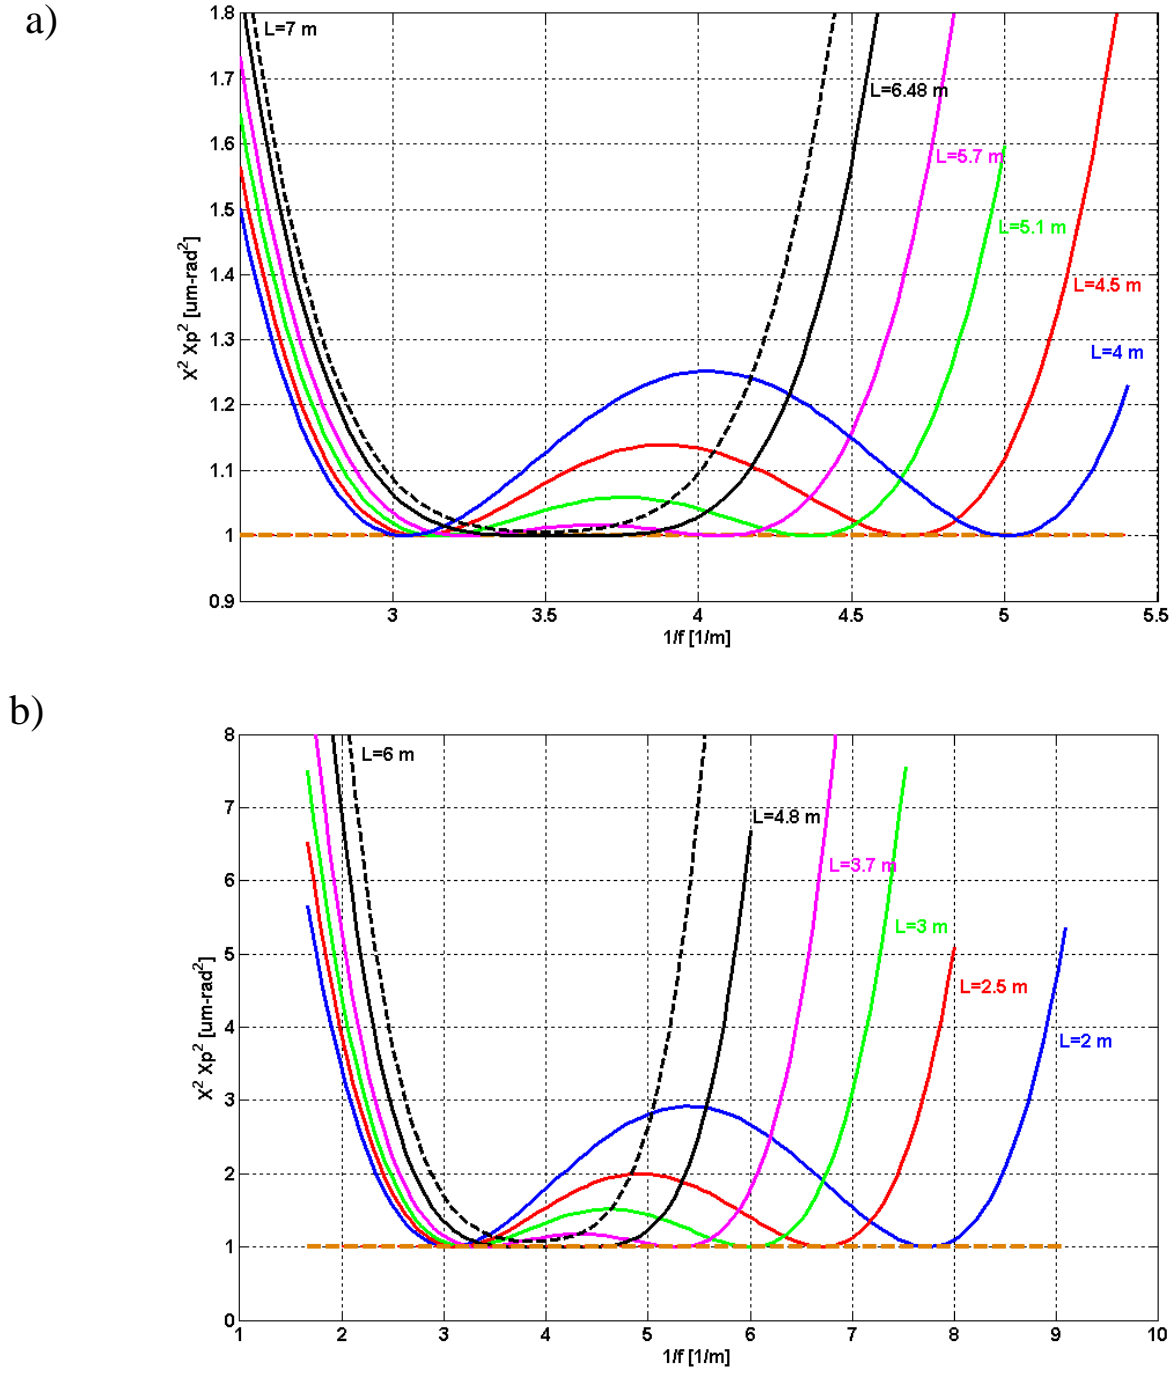 a)
1.8
1.7
1.6
1.5
1.4
1.3
1.2
1.1
1
0.9
X² Xp² [um-rad²]
L=7 m
L=6.48 m
L=5.7 m
L=5.1 m
L=4.5 m
L=4 m
3 3.5 4 4.5 5 5.5
1/f [1/m]
b)
8
7
6
5
4
3
2
1
0
X² Xp² [um-rad²]
L=6 m
L=4.8 m
L=3.7 m
L=3 m
L=2.5 m
L=2 m
1 2 3 4 5 6 7 8 9 10
1/f [1/m]